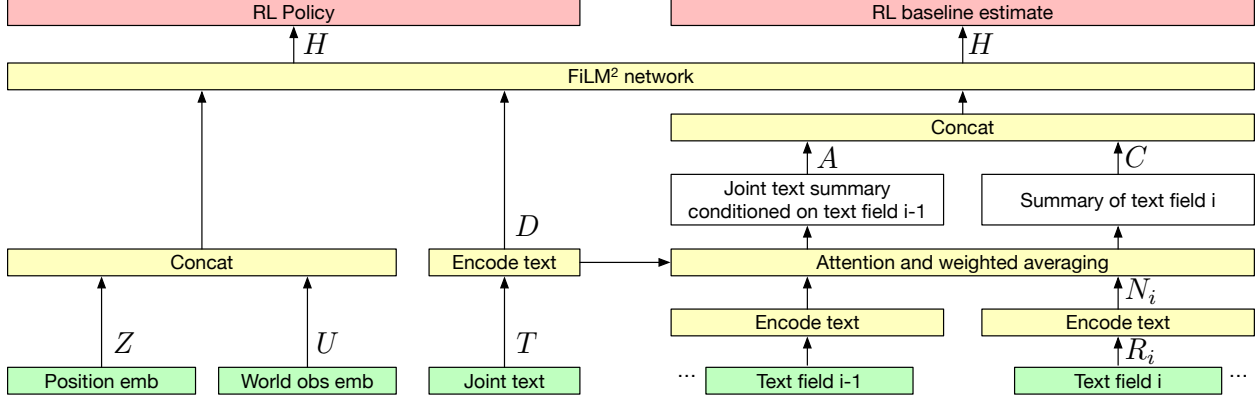 RL Policy
RL baseline estimate
H
H
FiLM² network
Concat
A
C
Joint text summary
conditioned on text field i-1
Summary of text field i
D
Concat
Encode text
Attention and weighted averaging
N_i
Encode text
Encode text
Z
U
T
R_i
Position emb
World obs emb
Joint text
...
Text field i-1
Text field i
...